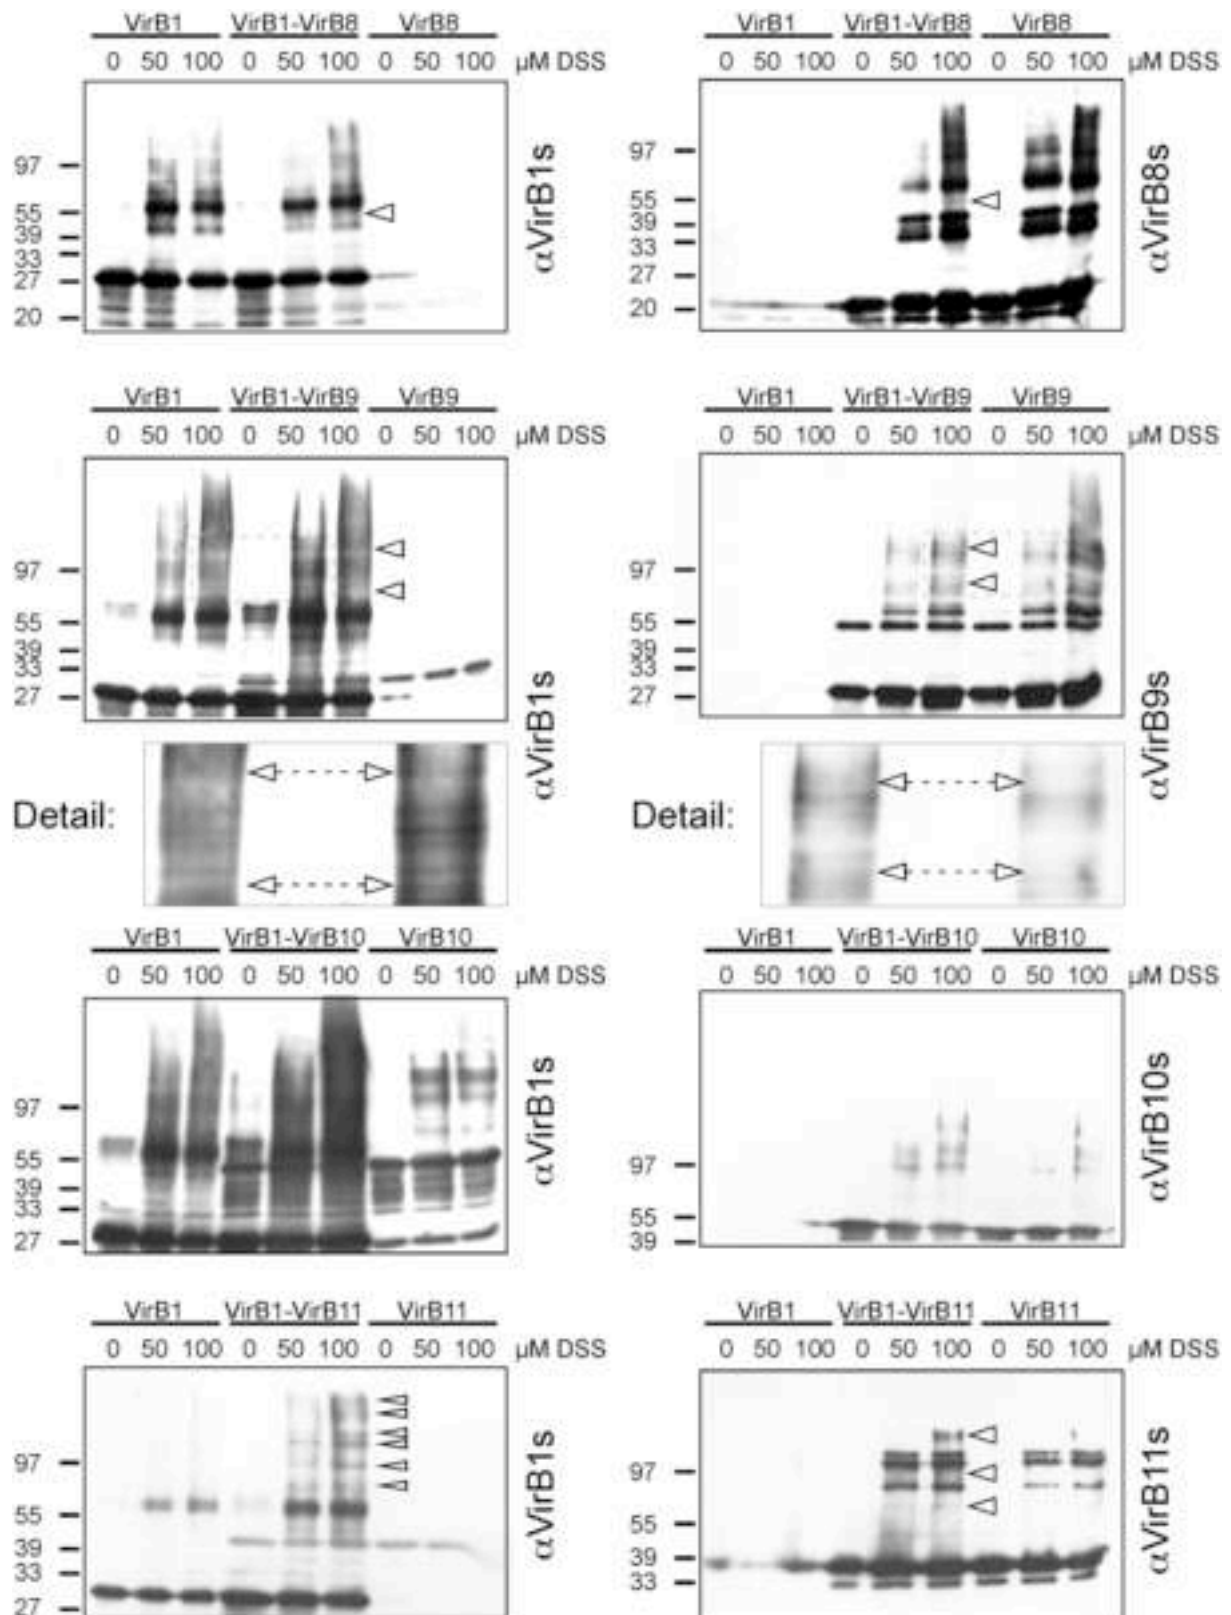 VirB1 VirB1-VirB8 VirB8
0 50 100 0 50 100 0 50 100 µM DSS
97
55
39
33
27
20
αVirB1s
VirB1 VirB1-VirB8 VirB8
0 50 100 0 50 100 0 50 100 µM DSS
97
55
39
33
27
20
αVirB8s
VirB1 VirB1-VirB9 VirB9
0 50 100 0 50 100 0 50 100 µM DSS
97
55
39
33
27
αVirB1s
Detail:
VirB1 VirB1-VirB9 VirB9
0 50 100 0 50 100 0 50 100 µM DSS
97
55
39
33
27
αVirB9s
Detail:
VirB1 VirB1-VirB10 VirB10
0 50 100 0 50 100 0 50 100 µM DSS
97
55
39
33
27
αVirB1s
VirB1 VirB1-VirB10 VirB10
0 50 100 0 50 100 0 50 100 µM DSS
97
55
39
αVirB10s
VirB1 VirB1-VirB11 VirB11
0 50 100 0 50 100 0 50 100 µM DSS
97
55
39
33
27
αVirB1s
VirB1 VirB1-VirB11 VirB11
0 50 100 0 50 100 0 50 100 µM DSS
97
55
39
33
αVirB11s